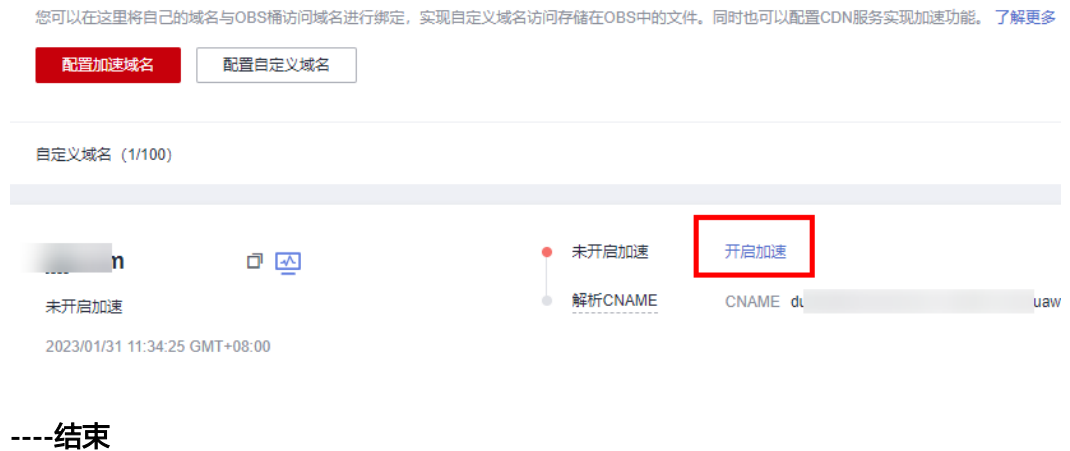 您可以在这里将自己的域名与OBS桶访问域名进行绑定，实现自定义域名访问存储在OBS中的文件。同时也可以配置CDN服务实现加速功能。 了解更多
配置加速域名 配置自定义域名
自定义域名（1/100）
m
未开启加速 开启加速
解析CNAME CNAME du uaw
未开启加速
2023/01/31 11:34:25 GMT+08:00
----结束